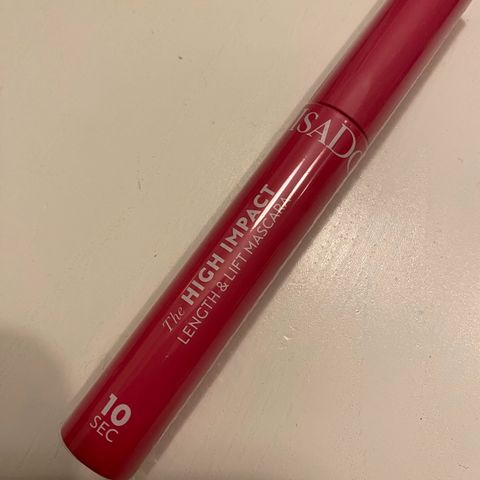 ISADO
The HIGH IMPACT
LENGTH & LIFT MASCARA
10
SEC